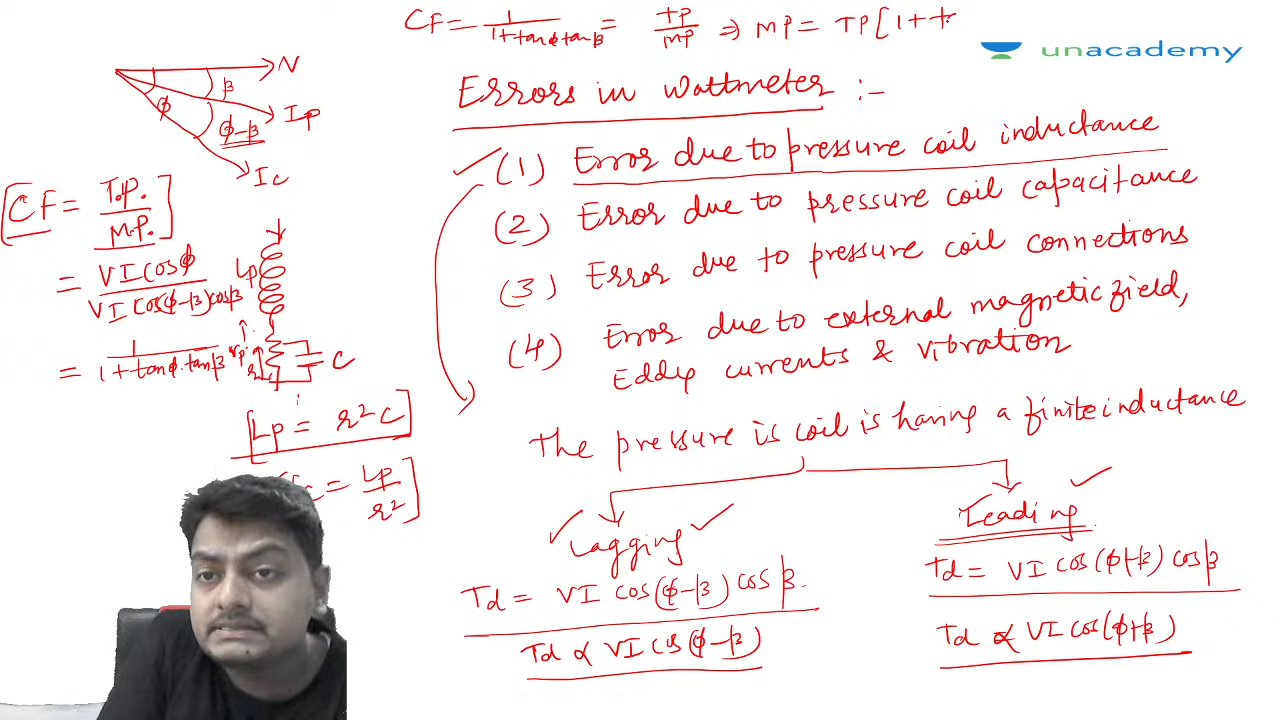 CF = 1 / 1+tanϕ tanβ = TP / MP ⇒ MP = TP [ 1 + t
unacademy
Errors in wattmeter :-
(1) Error due to pressure coil inductance
(2) Error due to pressure coil capacitance
(3) Error due to pressure coil connections
(4) Error due to external magnetic field,
Eddy currents & vibration
The pressure is coil is having a finite inductance
Lagging
Td = VI cos(ϕ-β) cosβ.
Td ∝ VI cos(ϕ-β)
Leading
Td = VI cos(ϕ+β) cosβ
Td ∝ VI cos(ϕ+β)
V
β
Ip
ϕ
ϕ-β
Ic
[CF = T.P. / M.P.]
= VI cosϕ / VI cos(ϕ-β) cosβ
= 1 / 1+tanϕ.tanβ
Lp
rp
r
C
[Lp = r²C]
C = Lp / r²]